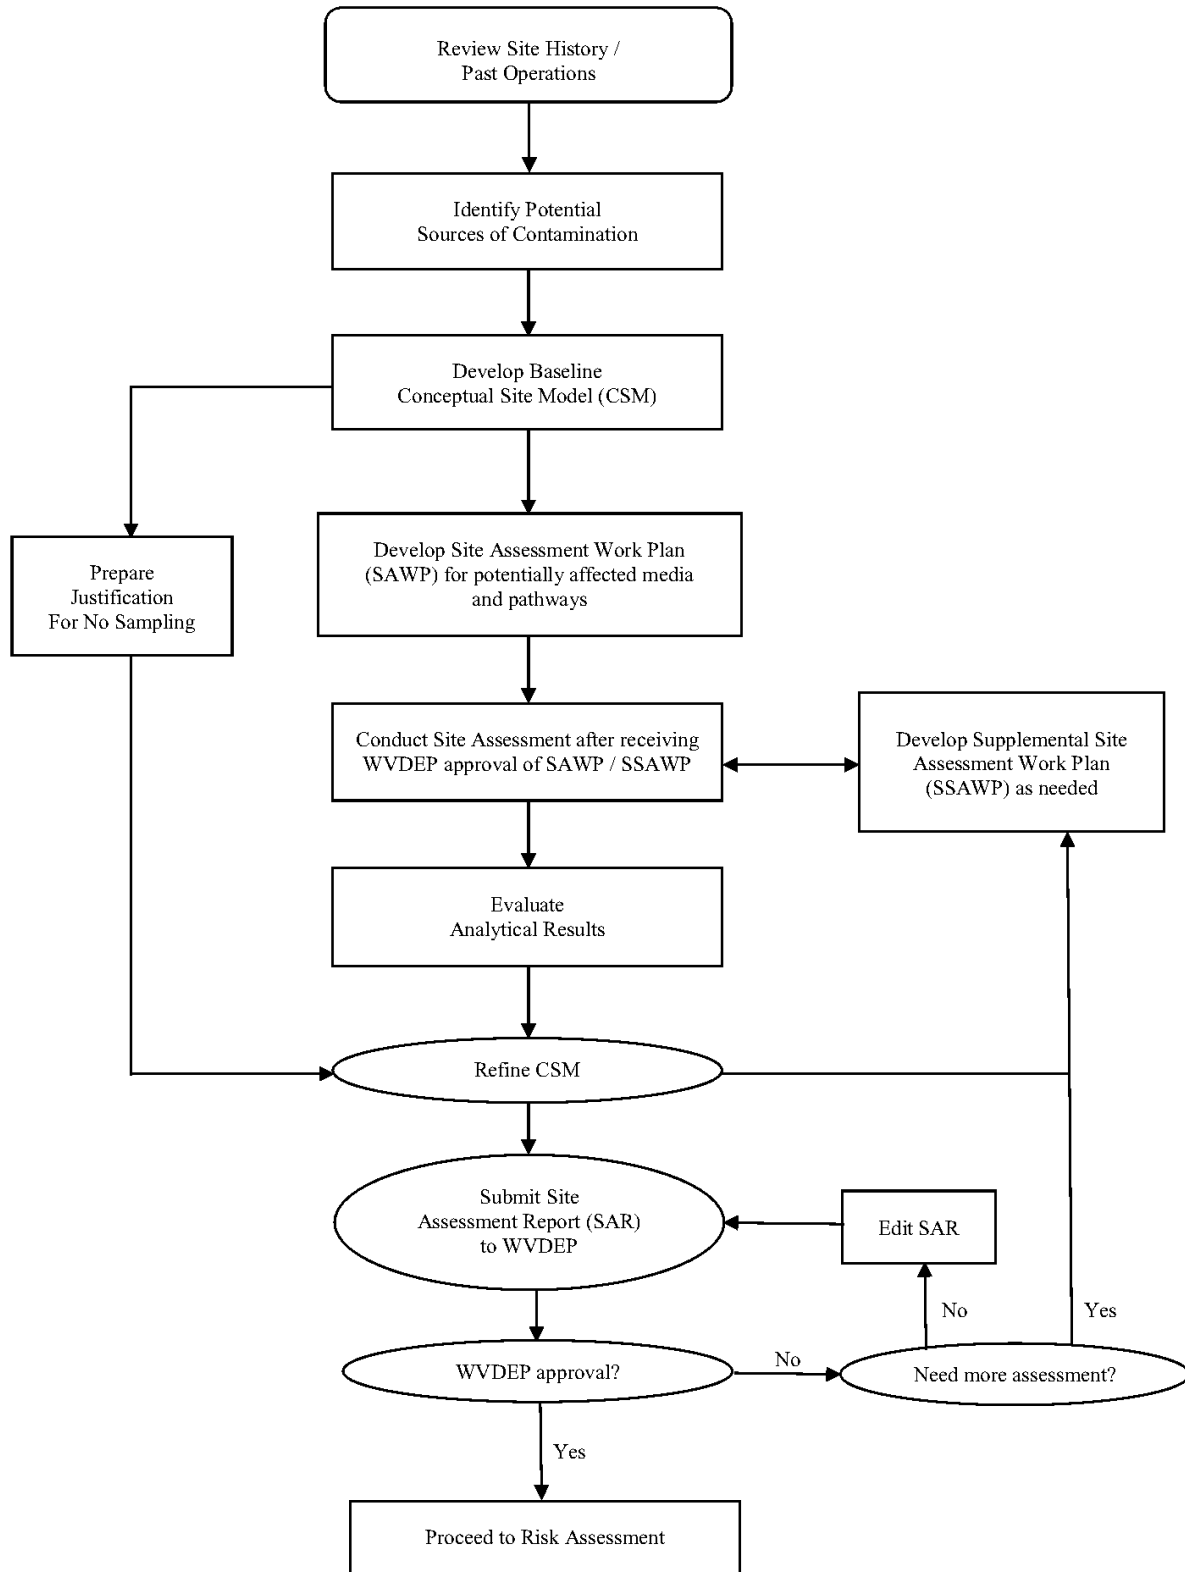 Review Site History /
Past Operations
Identify Potential
Sources of Contamination
Develop Baseline
Conceptual Site Model (CSM)
Prepare
Justification
For No Sampling
Develop Site Assessment Work Plan
(SAWP) for potentially affected media
and pathways
Conduct Site Assessment after receiving
WVDEP approval of SAWP / SSAWP
Develop Supplemental Site
Assessment Work Plan
(SSAWP) as needed
Evaluate
Analytical Results
Refine CSM
Submit Site
Assessment Report (SAR)
to WVDEP
Edit SAR
No
Yes
WVDEP approval?
No
Need more assessment?
Yes
Proceed to Risk Assessment